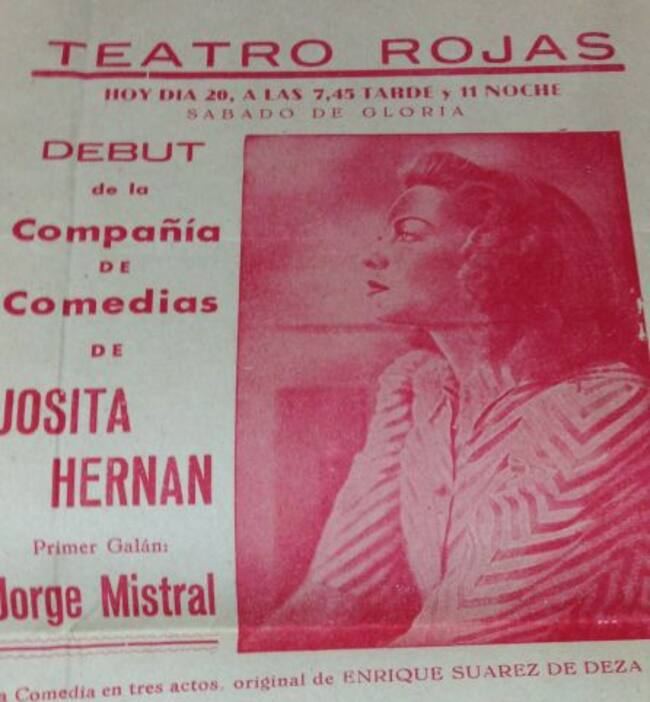 TEATRO ROJAS
HOY DIA 20, A LAS 7,45 TARDE y 11 NOCHE
SABADO DE GLORIA
DEBUT
de la
Compañía
DE
Comedias
DE
JOSITA
HERNAN
Primer Galán:
Jorge Mistral
a Comedia en tres actos, original de ENRIQUE SUAREZ DE DEZA